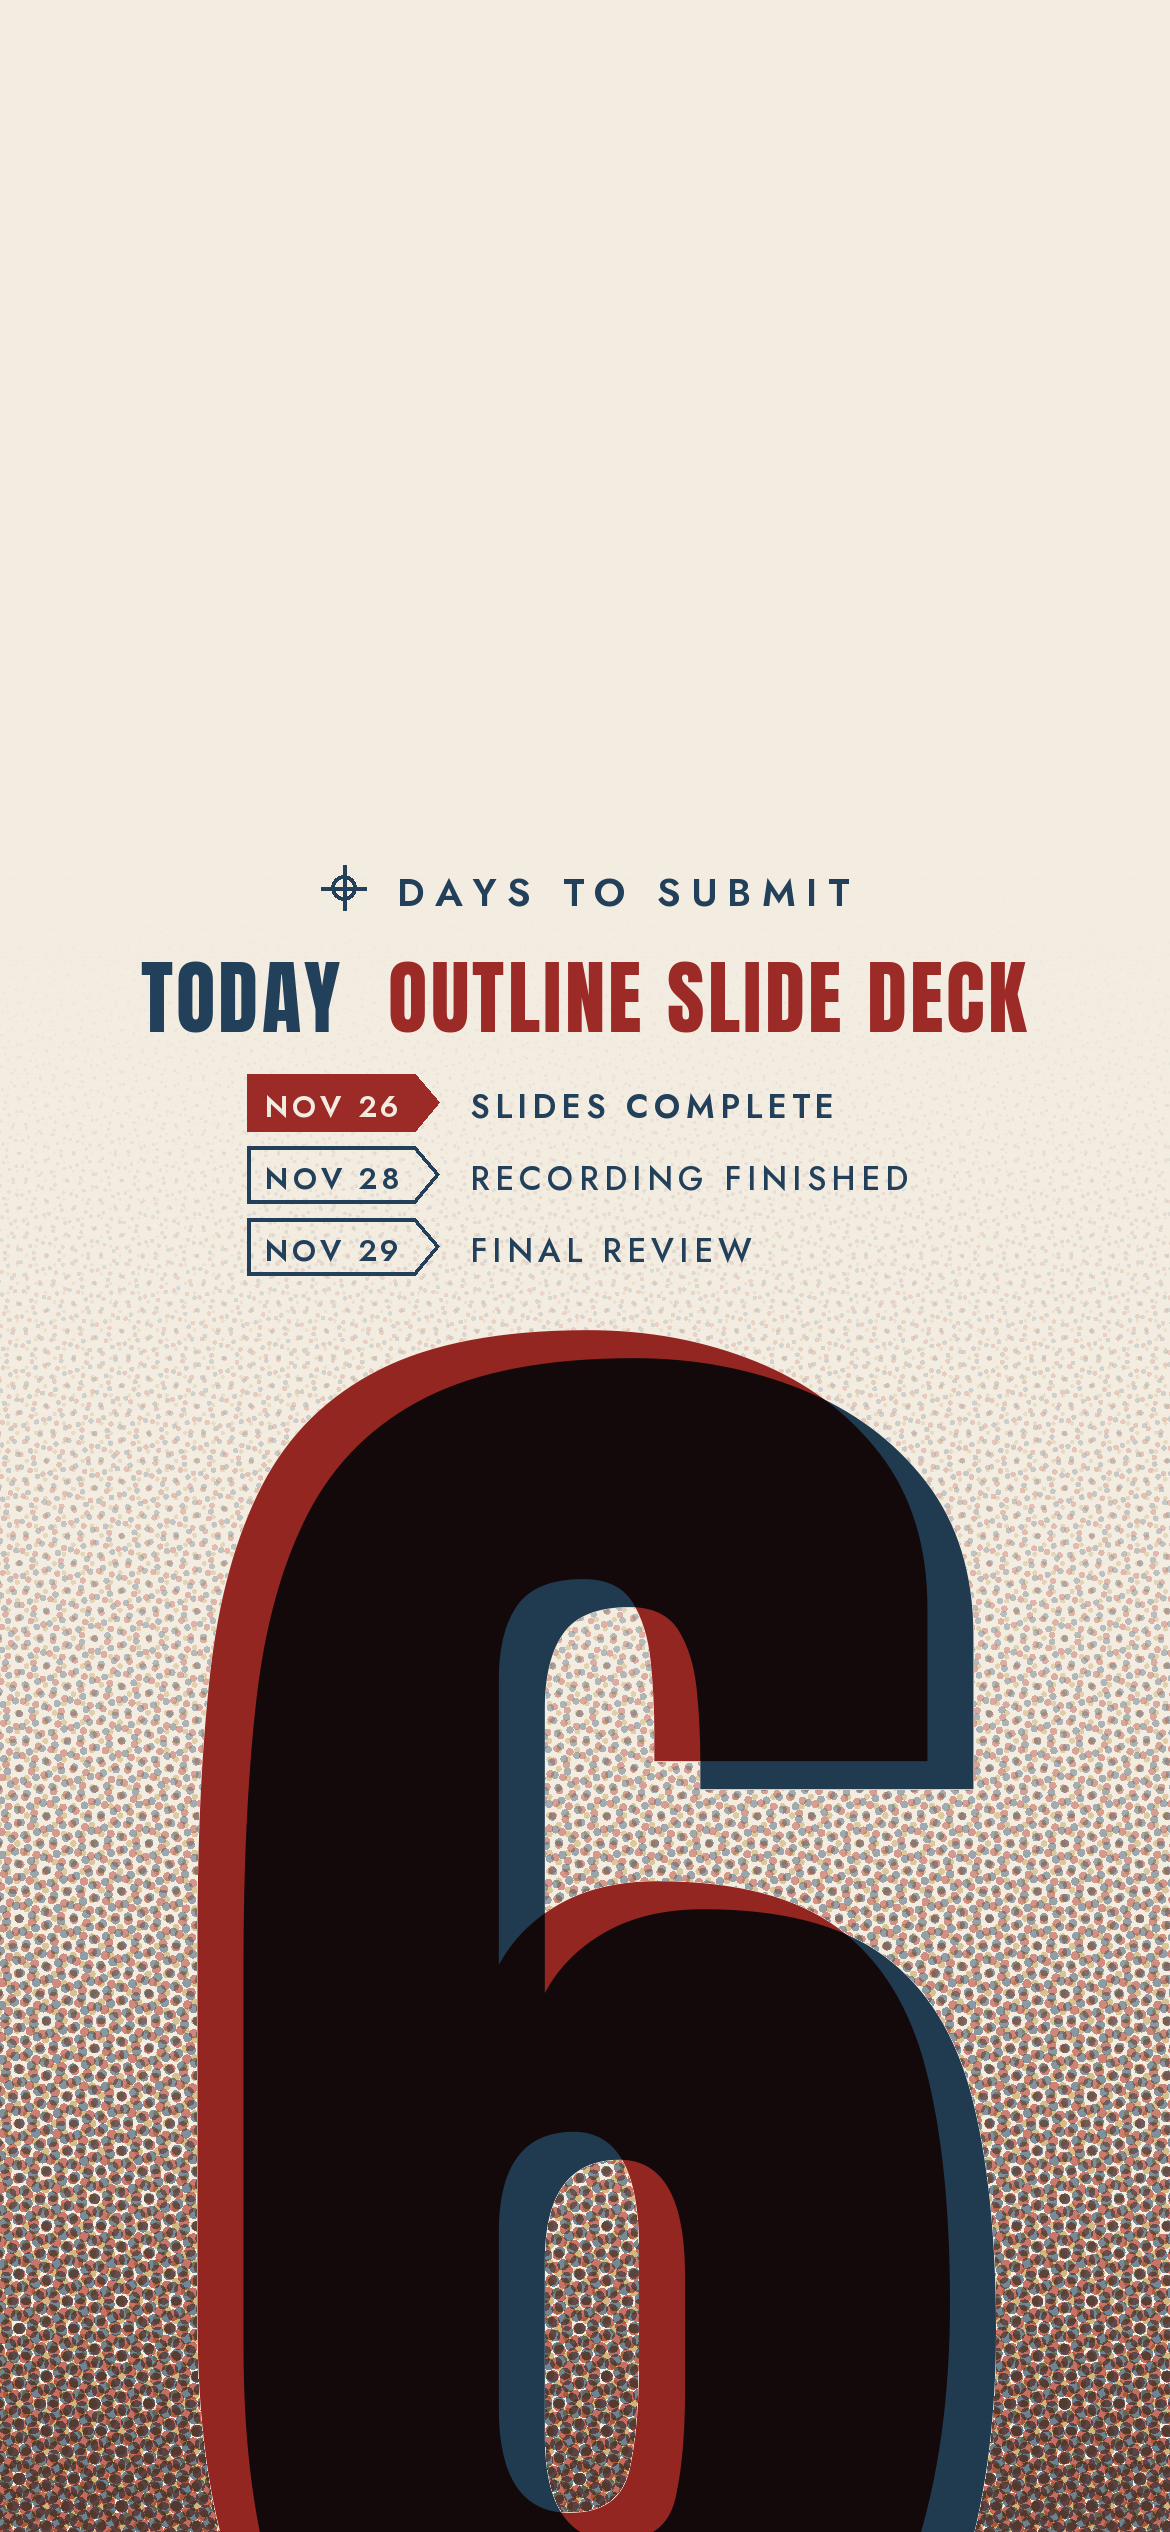 DAYS TO SUBMIT
TODAY OUTLINE SLIDE DECK
NOV 26 SLIDES COMPLETE
NOV 28 RECORDING FINISHED
NOV 29 FINAL REVIEW
6